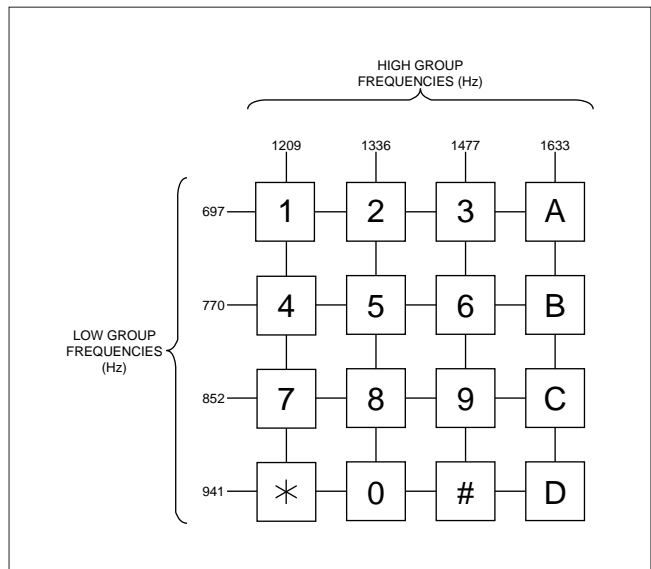 HIGH GROUP
FREQUENCIES (Hz)
1209 1336 1477 1633
697 1 2 3 A
770 4 5 6 B
LOW GROUP
FREQUENCIES
(Hz)
852 7 8 9 C
941 * 0 # D